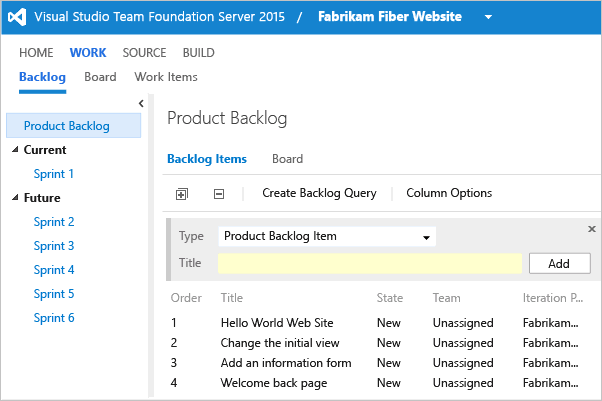 Visual Studio Team Foundation Server 2015 / Fabrikam Fiber Website
HOME WORK SOURCE BUILD
Backlog Board Work Items
Product Backlog
Current
Sprint 1
Future
Sprint 2
Sprint 3
Sprint 4
Sprint 5
Sprint 6
Product Backlog
Backlog Items Board
Create Backlog Query Column Options
Type Product Backlog Item
Title Add
Order Title State Team Iteration P...
1 Hello World Web Site New Unassigned Fabrikam...
2 Change the initial view New Unassigned Fabrikam...
3 Add an information form New Unassigned Fabrikam...
4 Welcome back page New Unassigned Fabrikam...